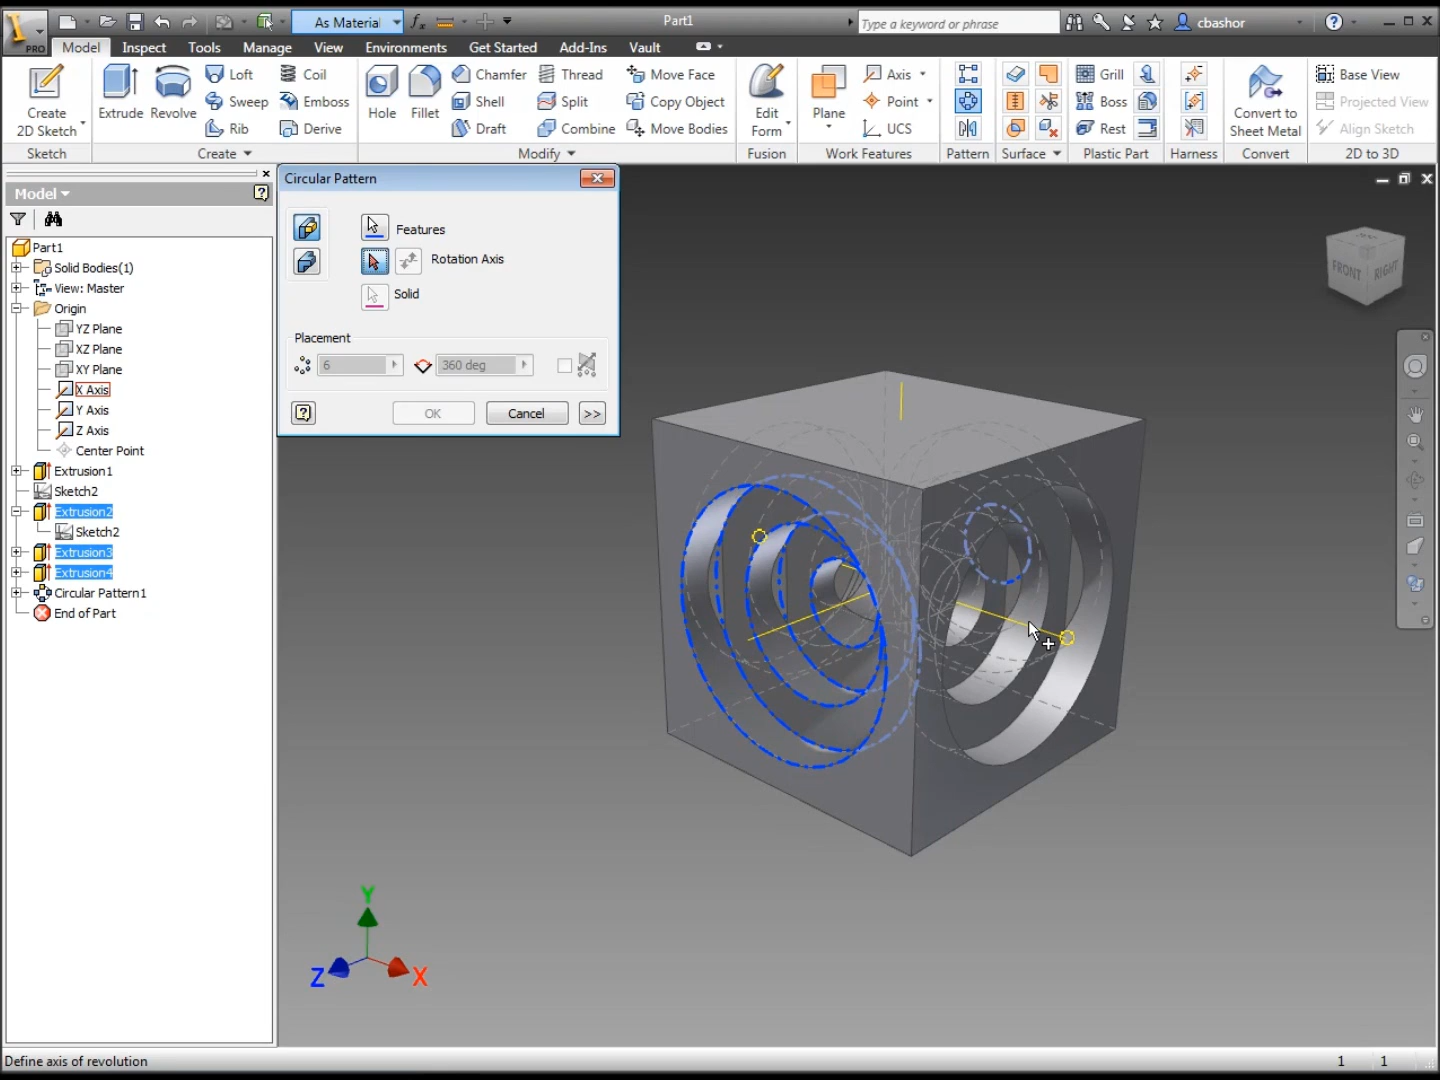 As Material
Part1
Type a keyword or phrase
cbashor
PRO
Model Inspect Tools Manage View Environments Get Started Add-Ins Vault
Create
2D Sketch
Extrude
Revolve
Loft
Sweep
Rib
Coil
Emboss
Derive
Hole
Fillet
Chamfer
Shell
Draft
Thread
Split
Combine
Move Face
Copy Object
Move Bodies
Edit
Form
Plane
Axis
Point
UCS
Grill
Boss
Rest
Convert to
Sheet Metal
Base View
Projected View
Align Sketch
Sketch Create Modify Fusion Work Features Pattern Surface Plastic Part Harness Convert 2D to 3D
Model
Part1
Solid Bodies(1)
View: Master
Origin
YZ Plane
XZ Plane
XY Plane
X Axis
Y Axis
Z Axis
Center Point
Extrusion1
Sketch2
Extrusion2
Sketch2
Extrusion3
Extrusion4
Circular Pattern1
End of Part
Circular Pattern
Features
Rotation Axis
Solid
Placement
6
360 deg
OK
Cancel
>>
FRONT
RIGHT
Y
Z
X
Define axis of revolution
1 1